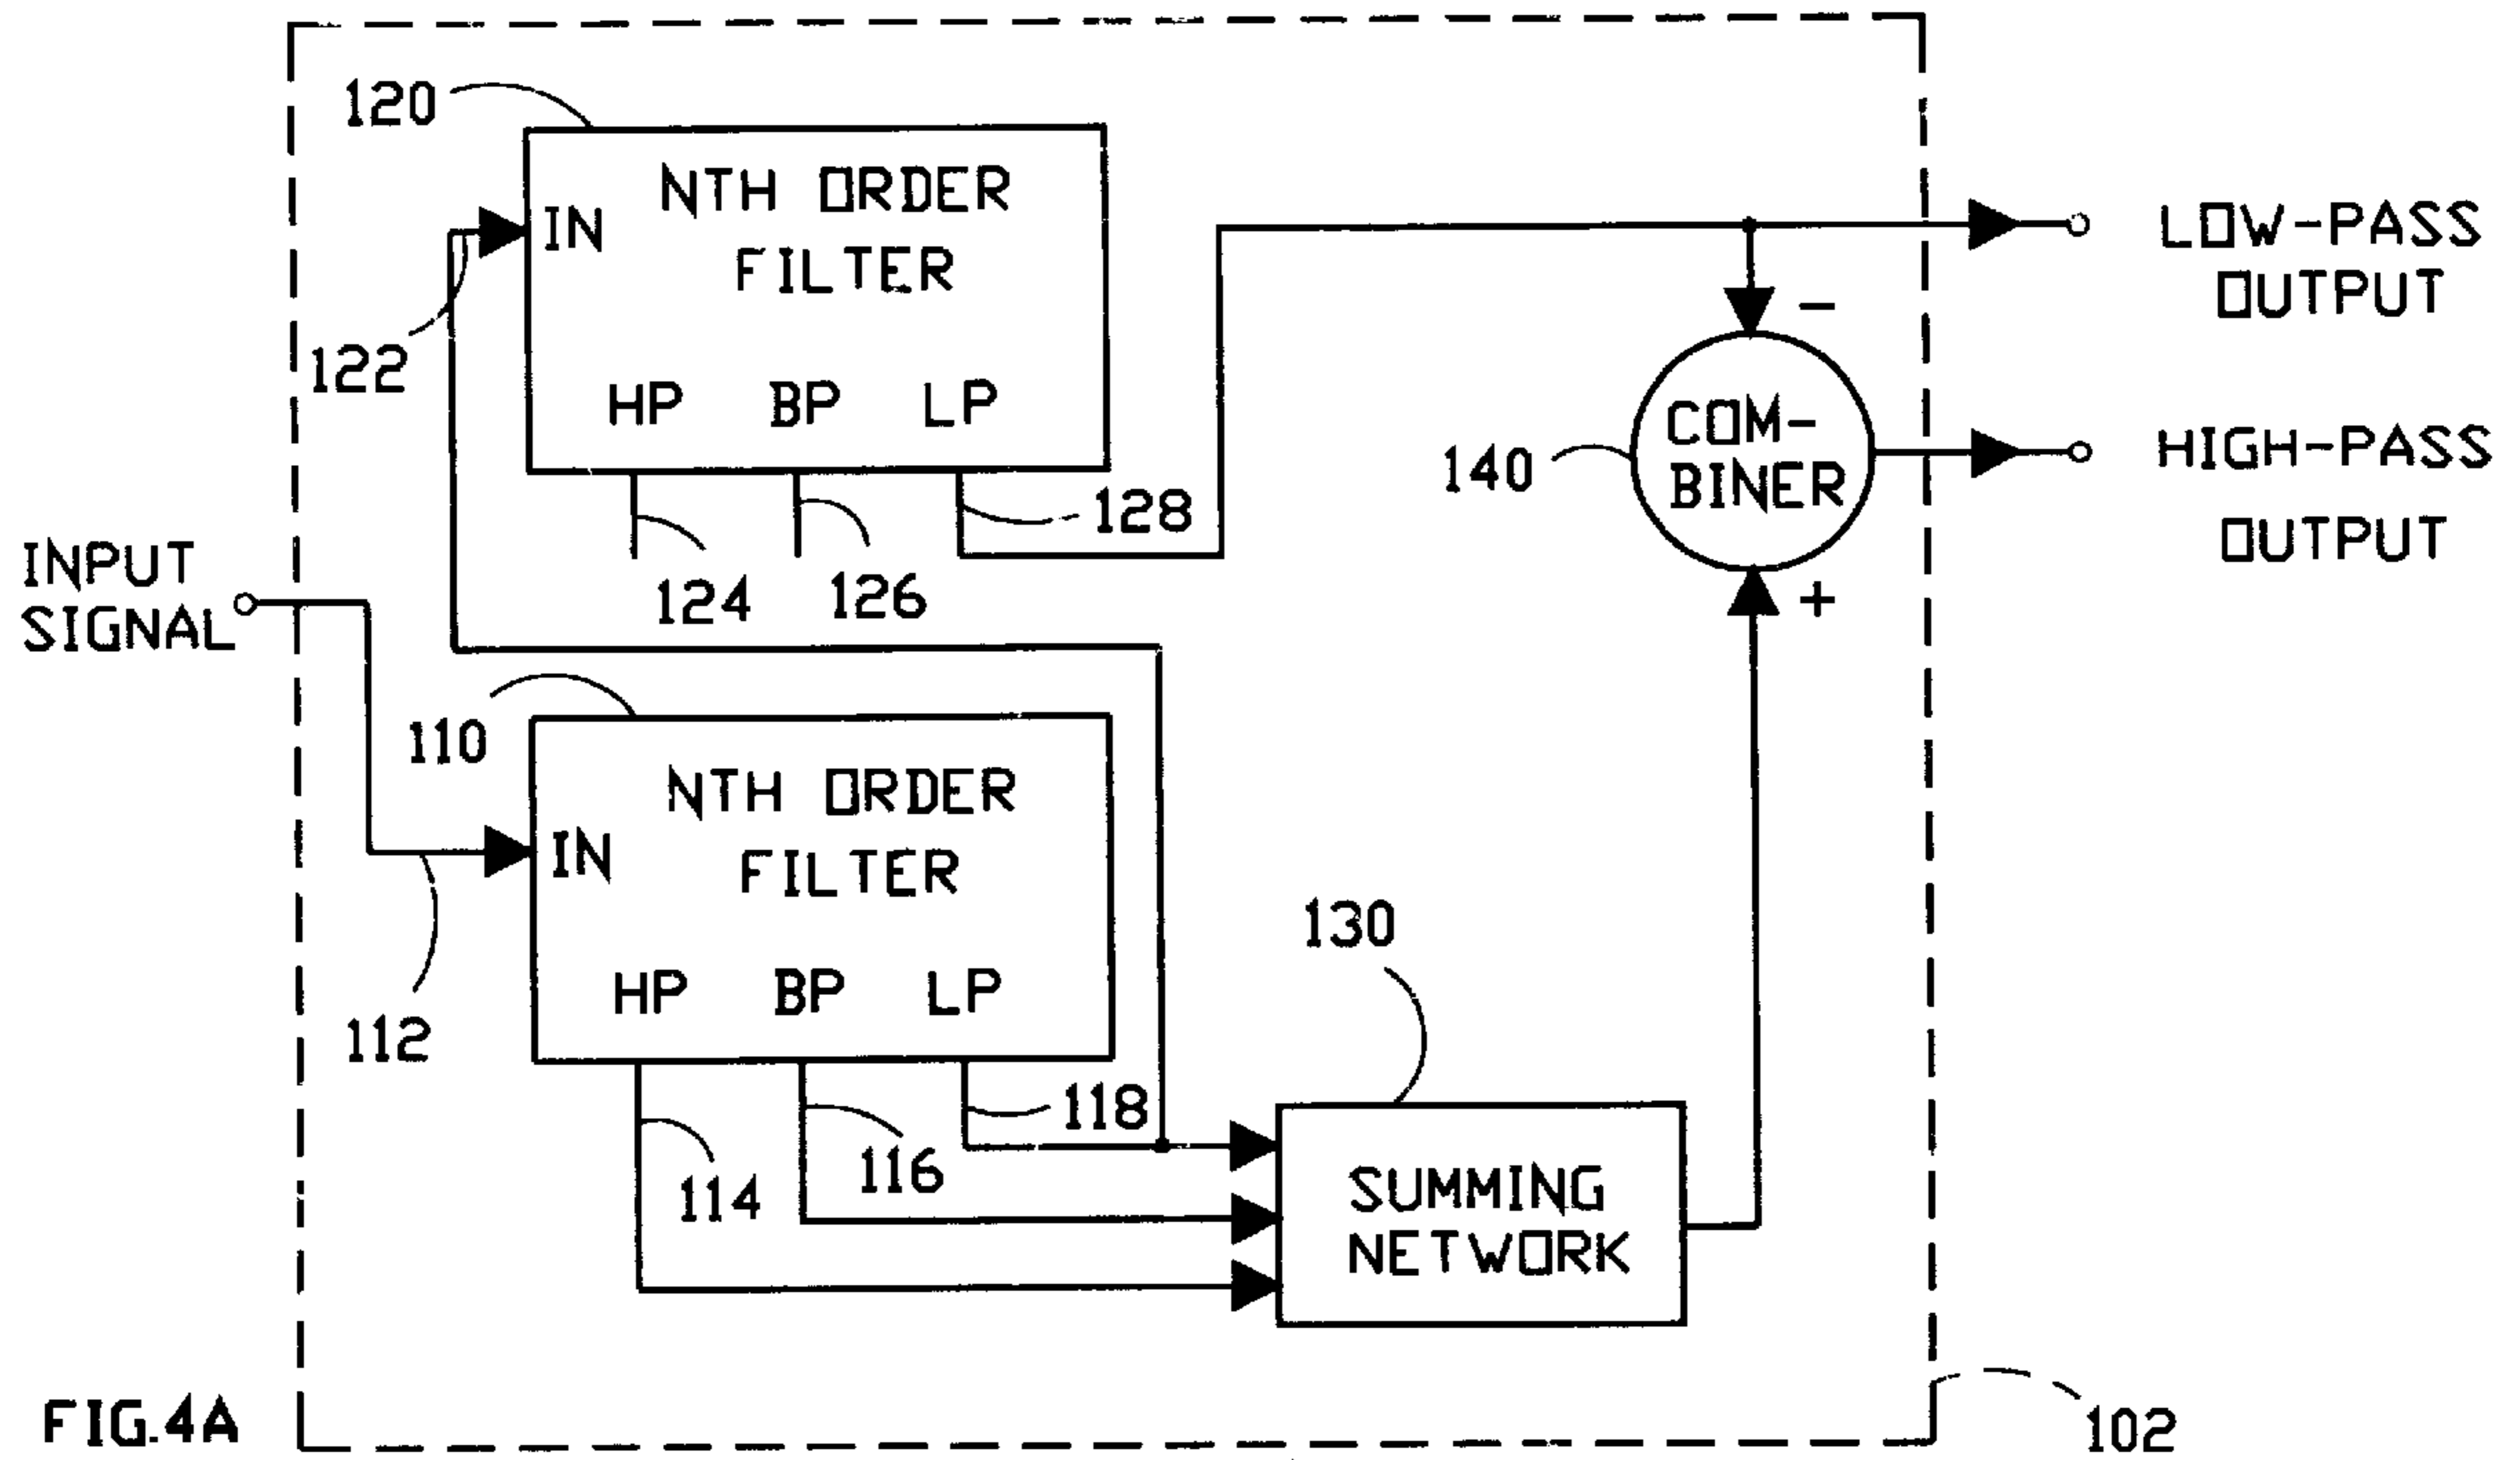 120
NTH ORDER
FILTER
IN
122
HP BP LP
124
126
128
LOW-PASS
OUTPUT
-
COM-
BINER
140
+
HIGH-PASS
OUTPUT
INPUT
SIGNAL
110
NTH ORDER
FILTER
IN
112
HP BP LP
114
116
118
130
SUMMING
NETWORK
102
FIG.4A